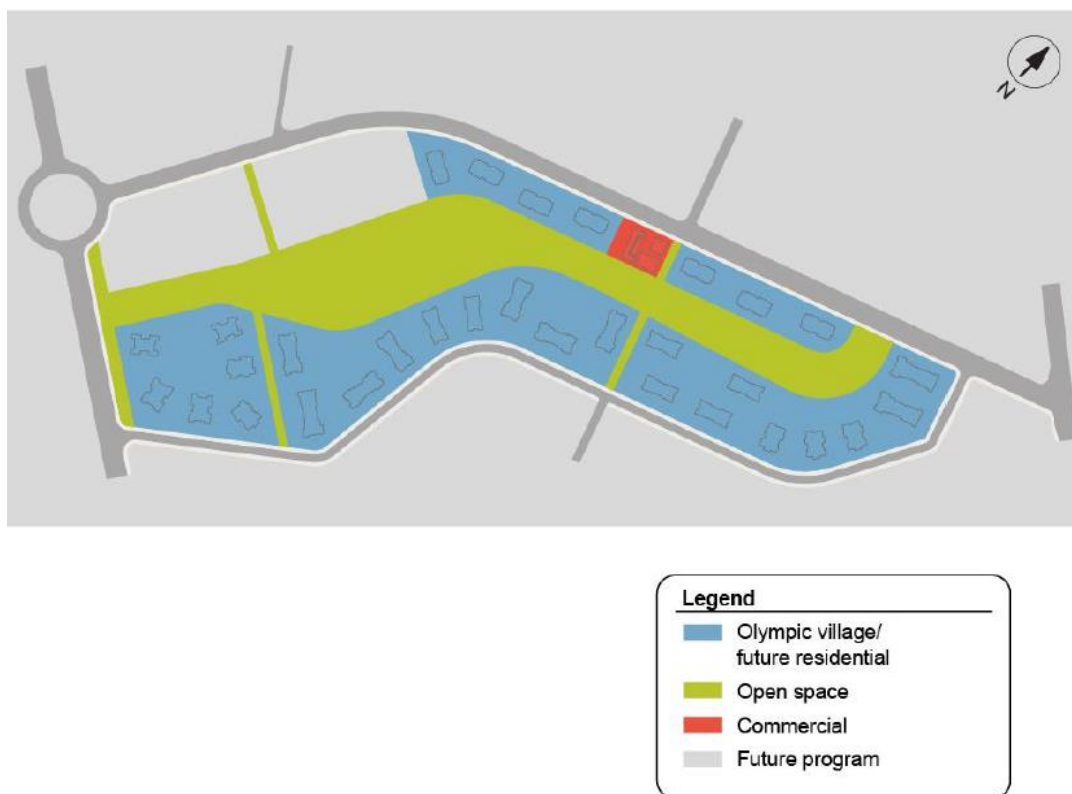 N
Legend
Olympic village/
future residential
Open space
Commercial
Future program